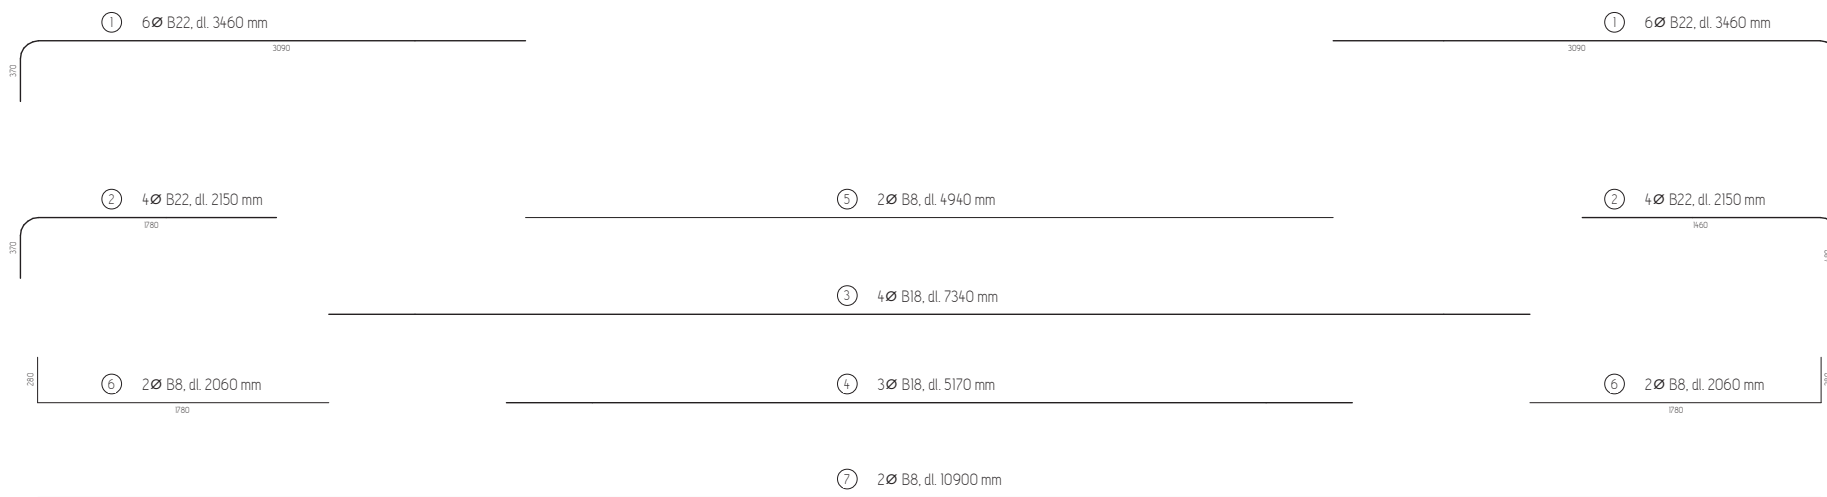 1 6Ø B22, dl. 3460 mm
1 6Ø B22, dl. 3460 mm
3090
3090
370
2 4Ø B22, dl. 2150 mm
5 2Ø B8, dl. 4940 mm
2 4Ø B22, dl. 2150 mm
1780
1460
370
3 4Ø B18, dl. 7340 mm
280
6 2Ø B8, dl. 2060 mm
4 3Ø B18, dl. 5170 mm
6 2Ø B8, dl. 2060 mm
1780
1780
7 2Ø B8, dl. 10900 mm